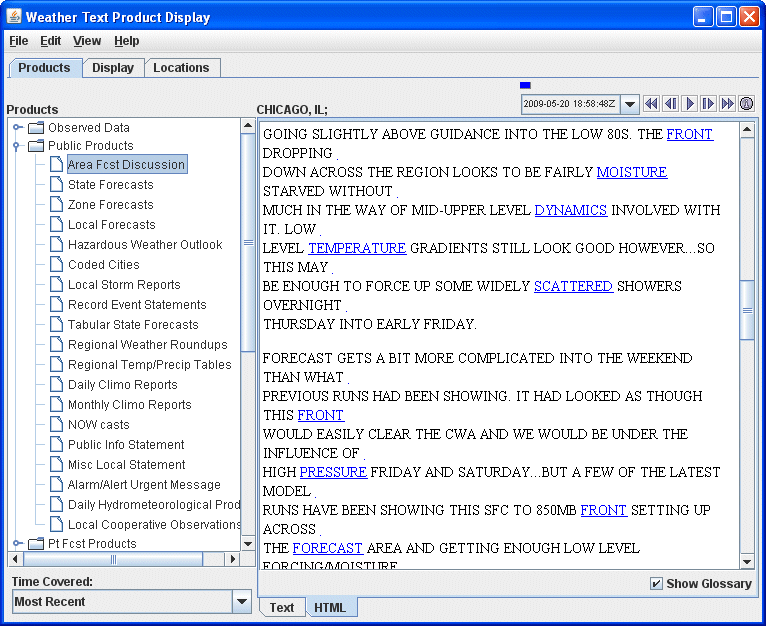 Weather Text Product Display
File Edit View Help
Products Display Locations
Products
Observed Data
Public Products
Area Fcst Discussion
State Forecasts
Zone Forecasts
Local Forecasts
Hazardous Weather Outlook
Coded Cities
Local Storm Reports
Record Event Statements
Tabular State Forecasts
Regional Weather Roundups
Regional Temp/Precip Tables
Daily Climo Reports
Monthly Climo Reports
NOW casts
Public Info Statement
Misc Local Statement
Alarm/Alert Urgent Message
Daily Hydrometeorological Prod
Local Cooperative Observations
Pt Fcst Products
Time Covered:
Most Recent
CHICAGO, IL;
2009-05-20 18:58:48Z
GOING SLIGHTLY ABOVE GUIDANCE INTO THE LOW 80S. THE FRONT
DROPPING .
DOWN ACROSS THE REGION LOOKS TO BE FAIRLY MOISTURE
STARVED WITHOUT .
MUCH IN THE WAY OF MID-UPPER LEVEL DYNAMICS INVOLVED WITH
IT. LOW .
LEVEL TEMPERATURE GRADIENTS STILL LOOK GOOD HOWEVER...SO
THIS MAY .
BE ENOUGH TO FORCE UP SOME WIDELY SCATTERED SHOWERS
OVERNIGHT .
THURSDAY INTO EARLY FRIDAY.
FORECAST GETS A BIT MORE COMPLICATED INTO THE WEEKEND
THAN WHAT .
PREVIOUS RUNS HAD BEEN SHOWING. IT HAD LOOKED AS THOUGH
THIS FRONT
WOULD EASILY CLEAR THE CWA AND WE WOULD BE UNDER THE
INFLUENCE OF .
HIGH PRESSURE FRIDAY AND SATURDAY...BUT A FEW OF THE LATEST
MODEL .
RUNS HAVE BEEN SHOWING THIS SFC TO 850MB FRONT SETTING UP
ACROSS .
THE FORECAST AREA AND GETTING ENOUGH LOW LEVEL
FORCING/MOISTURE
Show Glossary
Text HTML